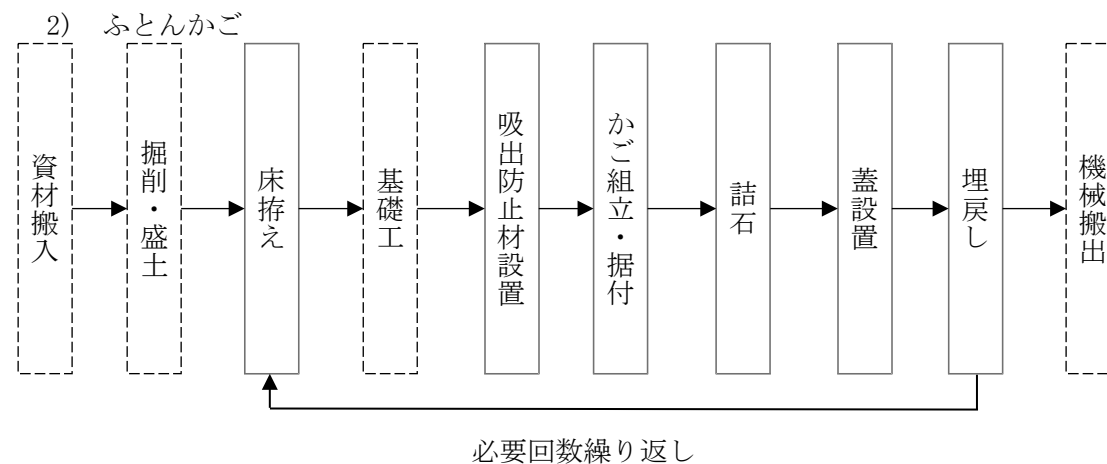 2) ふとんかご
資材搬入
掘削・盛土
床拵え
基礎工
吸出防止材設置
かご組立・据付
詰石
蓋設置
埋戻し
機械搬出
必要回数繰り返し